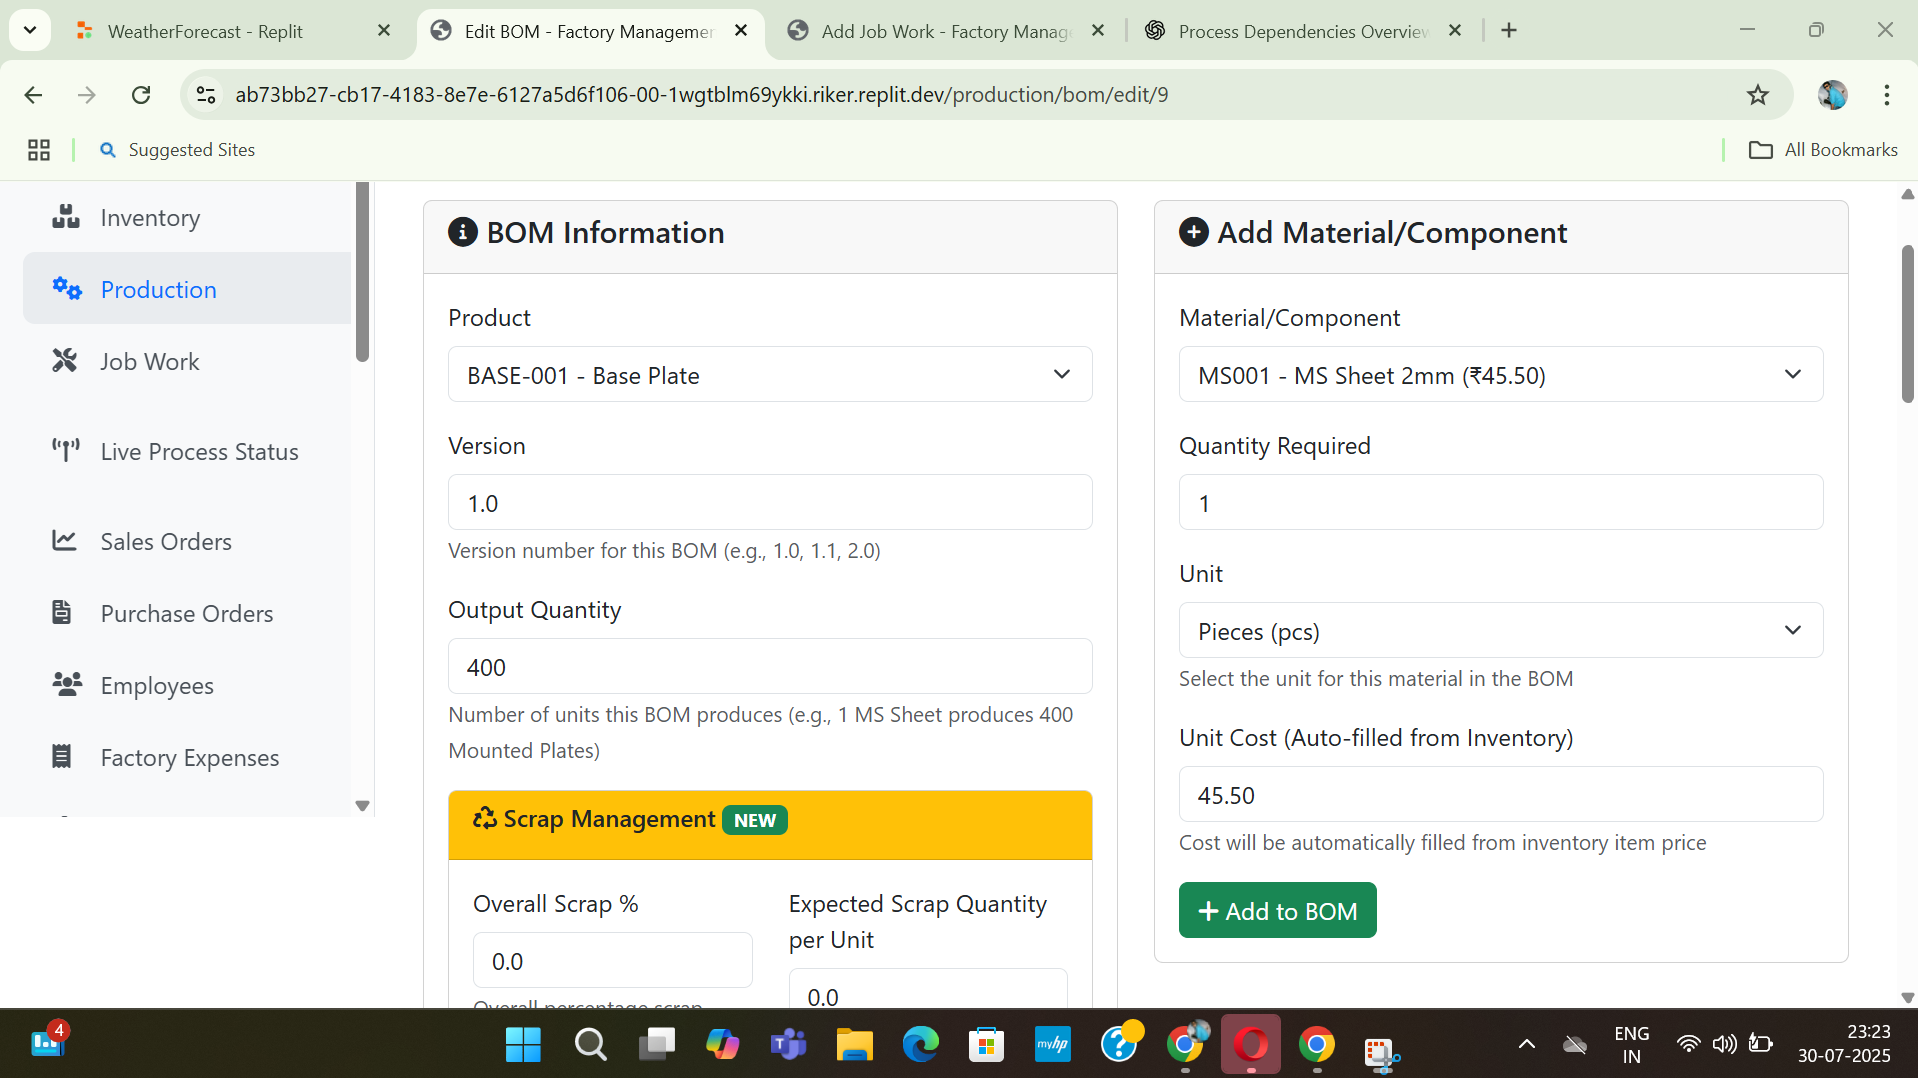 WeatherForecast - Replit
Edit BOM - Factory Managemer
Add Job Work - Factory Manage
Process Dependencies Overview
ab73bb27-cb17-4183-8e7e-6127a5d6f106-00-1wgtblm69ykki.riker.replit.dev/production/bom/edit/9
Suggested Sites
All Bookmarks
Inventory
Production
Job Work
Live Process Status
Sales Orders
Purchase Orders
Employees
Factory Expenses
BOM Information
Product
BASE-001 - Base Plate
Version
1.0
Version number for this BOM (e.g., 1.0, 1.1, 2.0)
Output Quantity
400
Number of units this BOM produces (e.g., 1 MS Sheet produces 400
Mounted Plates)
Scrap Management NEW
Overall Scrap %
0.0
Overall percentage scrap
Expected Scrap Quantity
per Unit
0.0
Add Material/Component
Material/Component
MS001 - MS Sheet 2mm (₹45.50)
Quantity Required
1
Unit
Pieces (pcs)
Select the unit for this material in the BOM
Unit Cost (Auto-filled from Inventory)
45.50
Cost will be automatically filled from inventory item price
Add to BOM
4
myhp
ENG
IN
23:23
30-07-2025